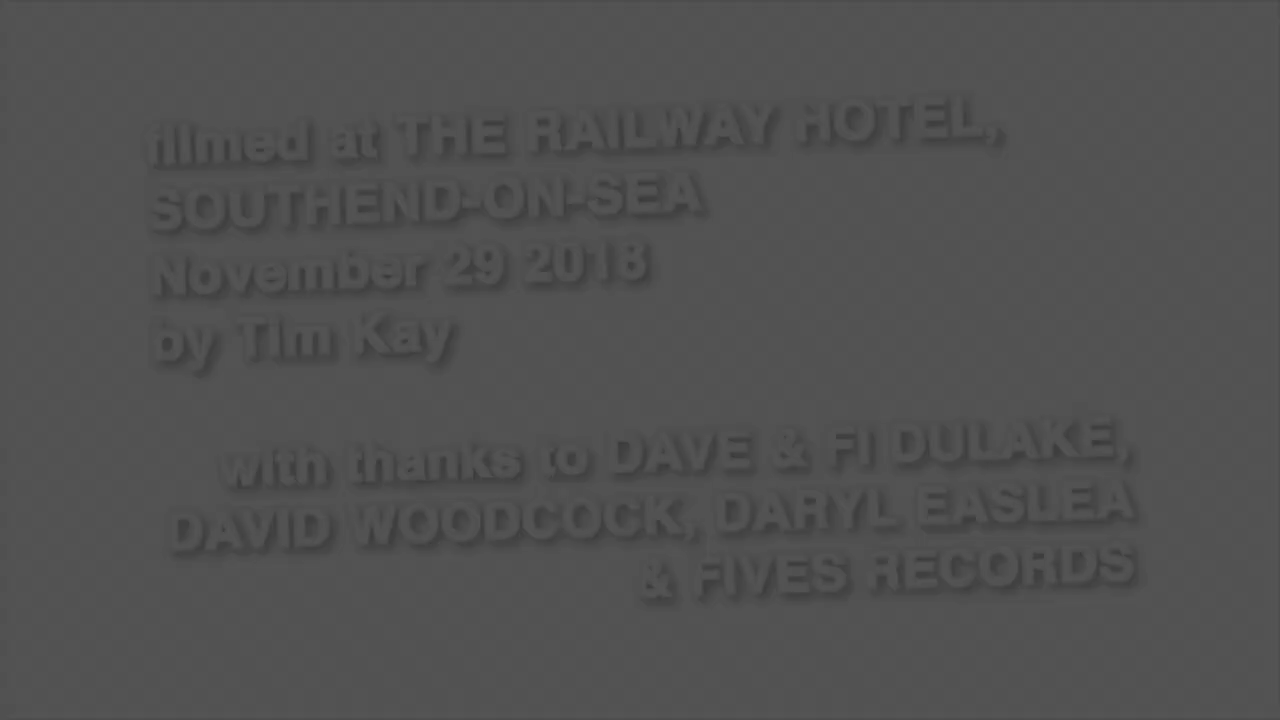 filmed at THE RAILWAY HOTEL,
SOUTHEND-ON-SEA
November 29 2018
by Tim Kay
with thanks to DAVE & FI DULAKE,
DAVID WOODCOCK, DARYL EASLEA
& FIVES RECORDS